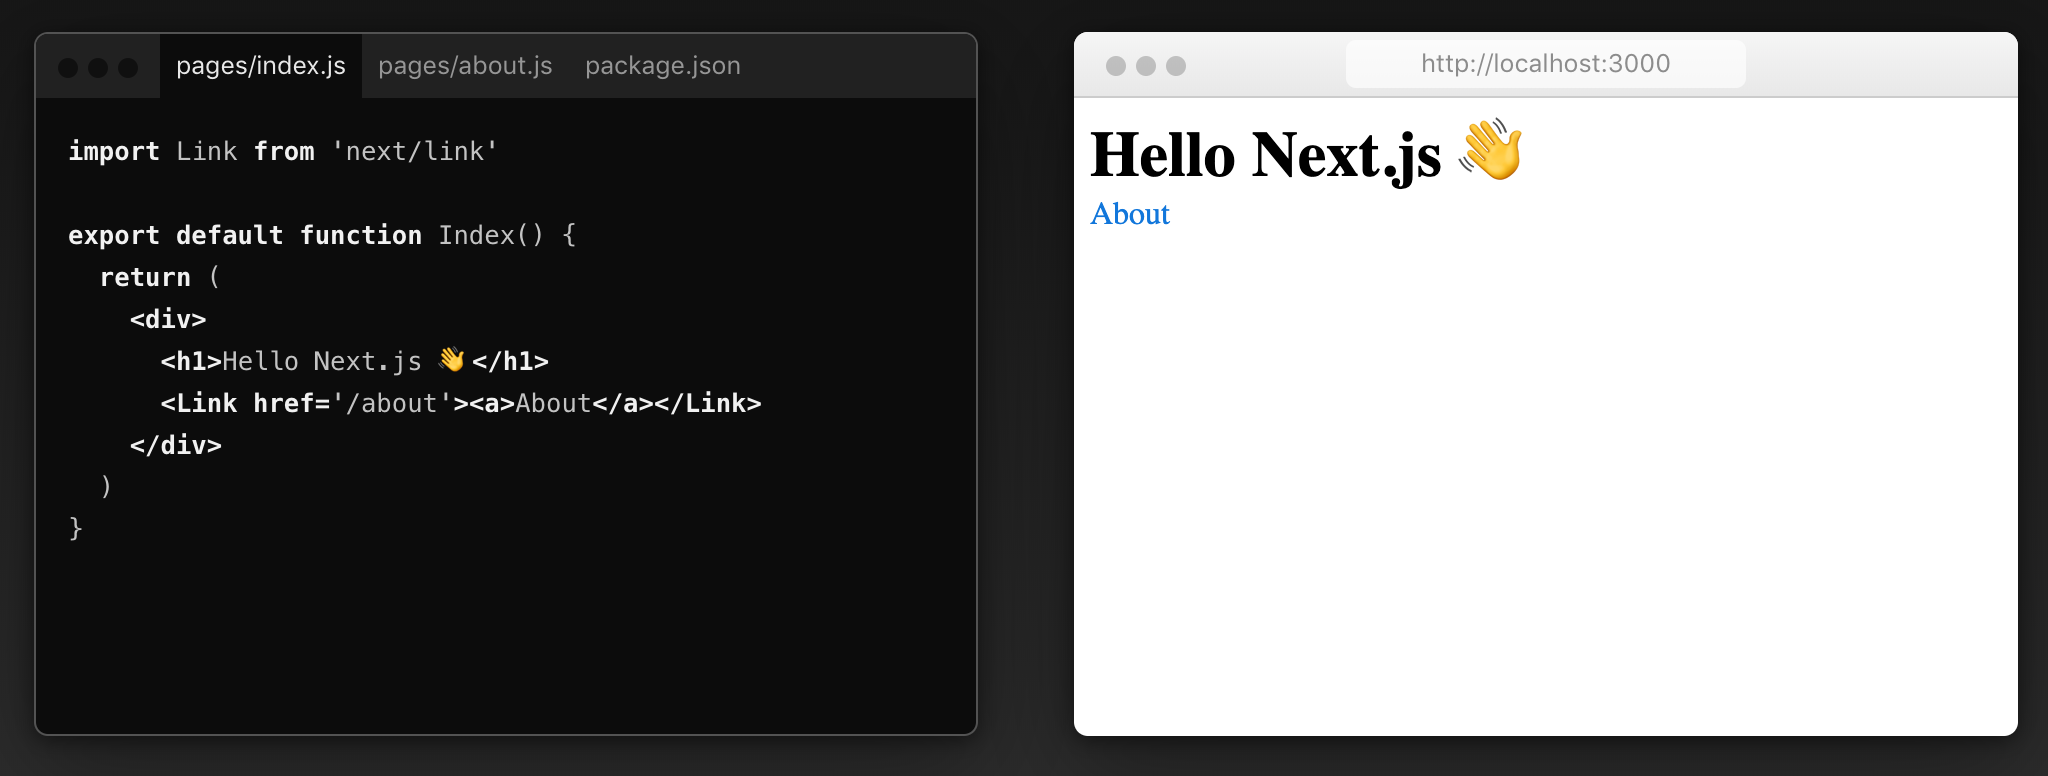 pages/index.js pages/about.js package.json
import Link from 'next/link'
export default function Index() {
  return (
    <div>
      <h1>Hello Next.js 👋</h1>
      <Link href='/about'><a>About</a></Link>
    </div>
  )
}
http://localhost:3000
Hello Next.js 👋
About